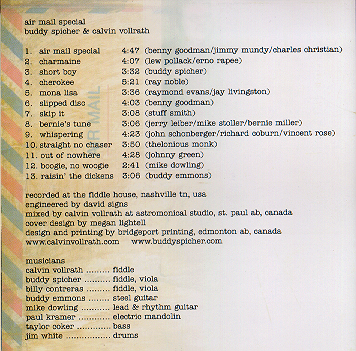 air mail special
buddy spicher & calvin vollrath
1. air mail special 4:47 (benny goodman/jimmy mundy/charles christian)
2. charmaine 4:07 (lew pollack/erno rapee)
3. short boy 3:32 (buddy spicher)
4. cherokee 5:21 (ray noble)
5. mona lisa 3:36 (raymond evans/jay livingston)
6. slipped disc 4:03 (benny goodman)
7. skip it 3:08 (stuff smith)
8. bernie's tune 3:06 (jerry leiber/mike stoller/bernie miller)
9. whispering 4:23 (john schonberger/richard coburn/vincent rose)
10. straight no chaser 3:50 (thelonious monk)
11. out of nowhere 4:28 (johnny green)
12. boogie, no woogie 2:41 (mike dowling)
13. raisin' the dickens 3:06 (buddy emmons)
recorded at the fiddle house, nashville tn, usa
engineered by david signs
mixed by calvin vollrath at astromonical studio, st. paul ab, canada
cover design by megan lightell
design and printing by bridgeport printing, edmonton ab, canada
www.calvinvollrath.com www.buddyspicher.com
musicians
calvin vollrath .......... fiddle
buddy spicher .......... fiddle, viola
billy contreras .......... fiddle, viola
buddy emmons ......... steel guitar
mike dowling ............ lead & rhythm guitar
paul kramer ............ electric mandolin
taylor coker ............. bass
jim white ................. drums